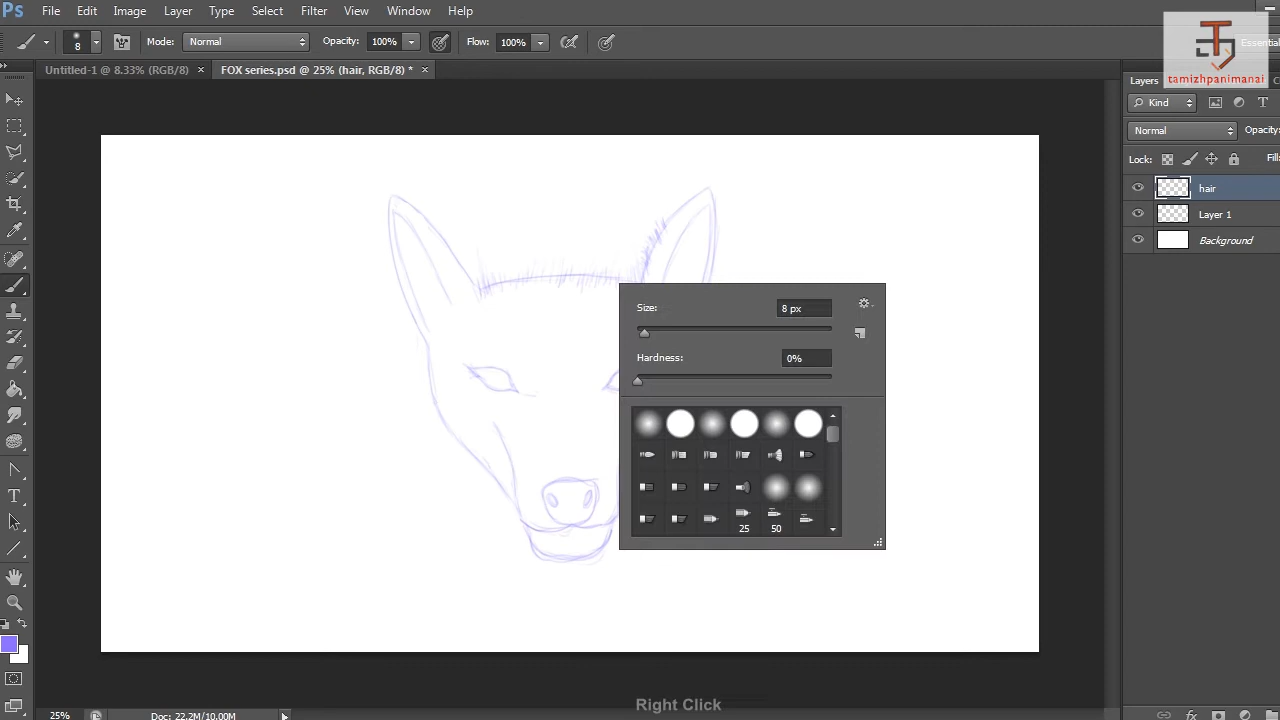 Ps File Edit Image Layer Type Select Filter View Window Help
8 Mode: Normal Opacity: 100% Flow: 100%
tamizhpanimanai
Untitled-1 @ 8.33% (RGB/8) × FOX series.psd @ 25% (hair, RGB/8) * ×
Layers
Kind
Normal Opacity:
Lock: Fill:
hair
Layer 1
Background
Size: 8 px
Hardness: 0%
25 50
Right Click
25% Doc: 22.2M/10.00M